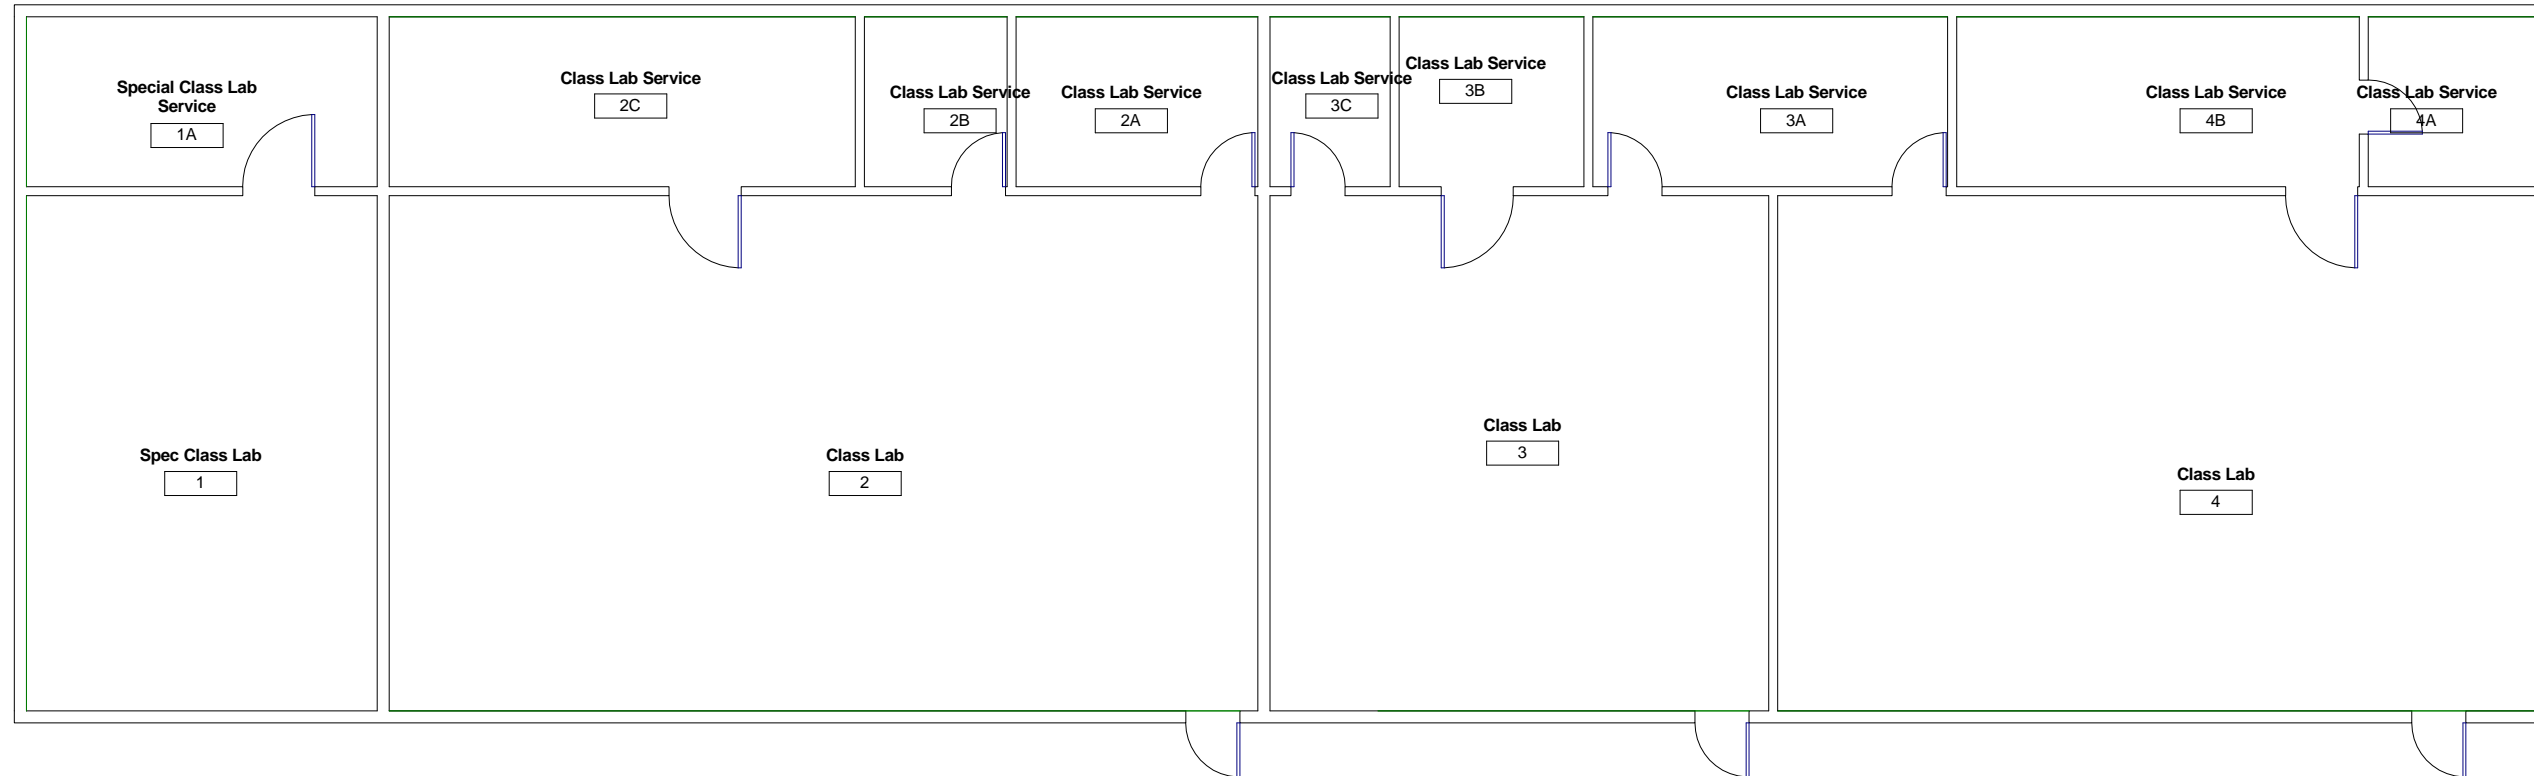 Special Class Lab
Service
1A
Class Lab Service
2C
Class Lab Service
2B
Class Lab Service
2A
Class Lab Service
3C
Class Lab Service
3B
Class Lab Service
3A
Class Lab Service
4B
Class Lab Service
4A
Spec Class Lab
1
Class Lab
2
Class Lab
3
Class Lab
4